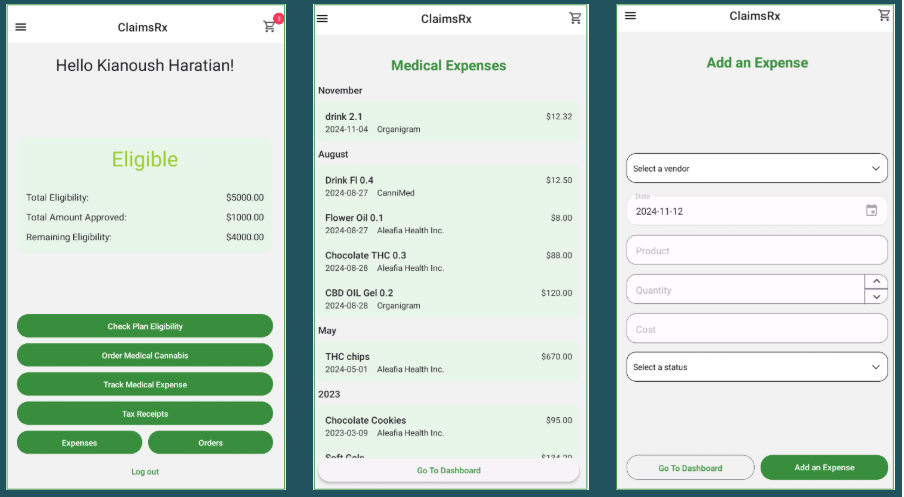 ClaimsRx
3
Hello Kianoush Haratian!
Eligible
Total Eligibility: $5000.00
Total Amount Approved: $1000.00
Remaining Eligibility: $4000.00
Check Plan Eligibility
Order Medical Cannabis
Track Medical Expense
Tax Receipts
Expenses Orders
Log out
ClaimsRx
Medical Expenses
November
drink 2.1 $12.32
2024-11-04 Organigram
August
Drink Fl 0.4 $12.50
2024-08-27 CanniMed
Flower Oil 0.1 $8.00
2024-08-27 Aleafia Health Inc.
Chocolate THC 0.3 $88.00
2024-08-28 Aleafia Health Inc.
CBD OIL Gel 0.2 $120.00
2024-08-28 Organigram
May
THC chips $670.00
2024-05-01 Aleafia Health Inc.
2023
Chocolate Cookies $95.00
2023-03-09 Aleafia Health Inc.
Soft Gels $134.20
Go To Dashboard
ClaimsRx
Add an Expense
Select a vendor
Date
2024-11-12
Product
Quantity
Cost
Select a status
Go To Dashboard Add an Expense